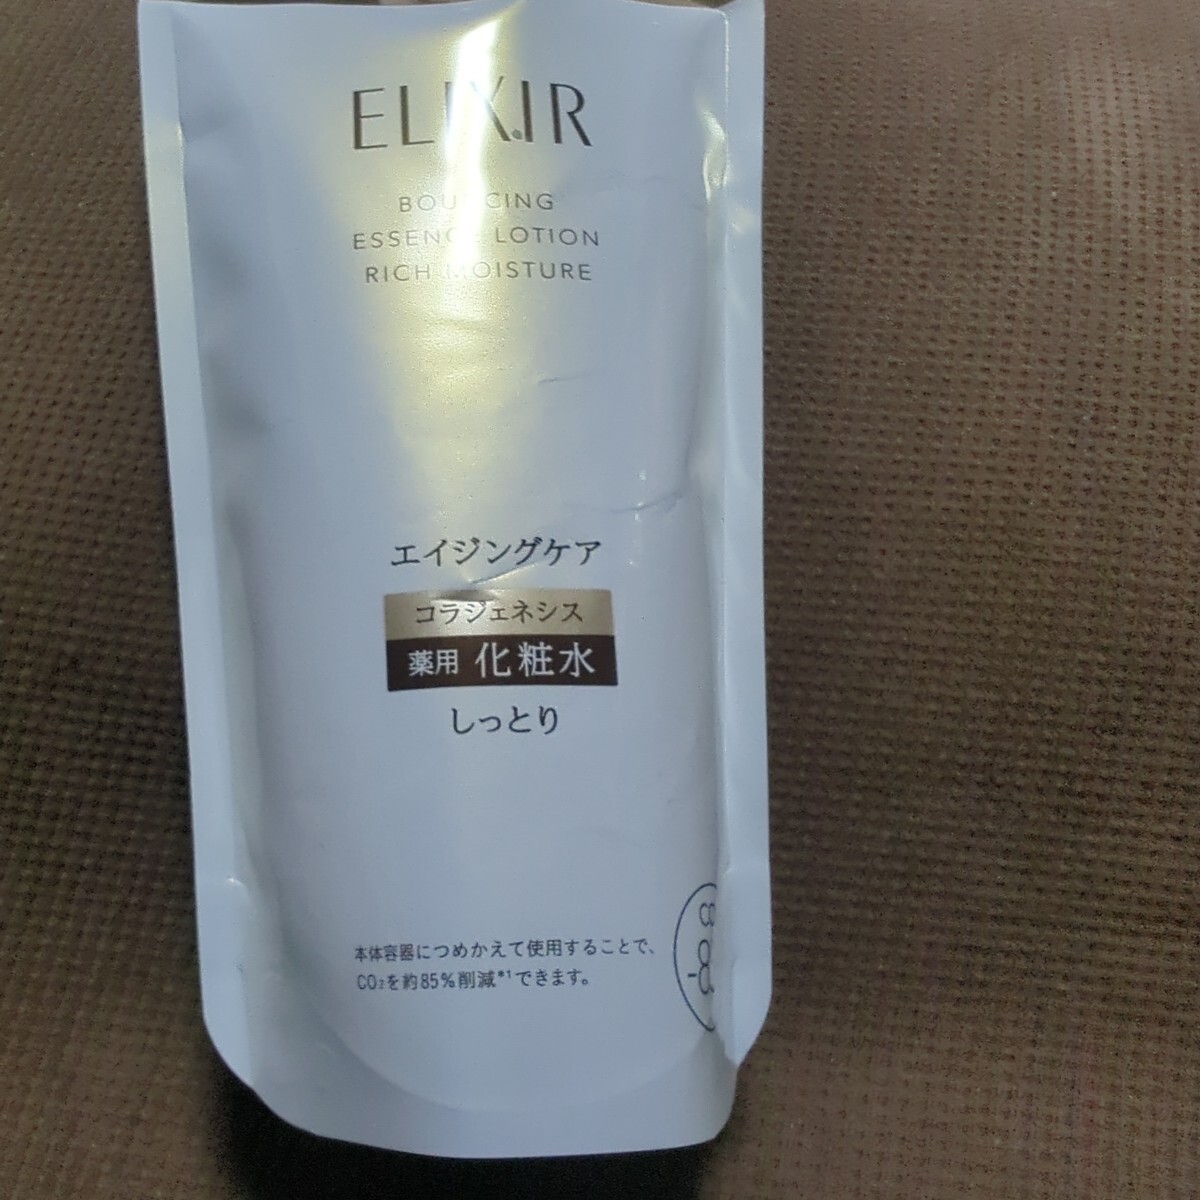 ELIXIR
BOUNCING
ESSENCE LOTION
RICH MOISTURE
エイジングケア
コラジェネシス
薬用 化粧水
しっとり
本体容器につめかえて使用することで、
CO₂を約85%削減*¹できます。